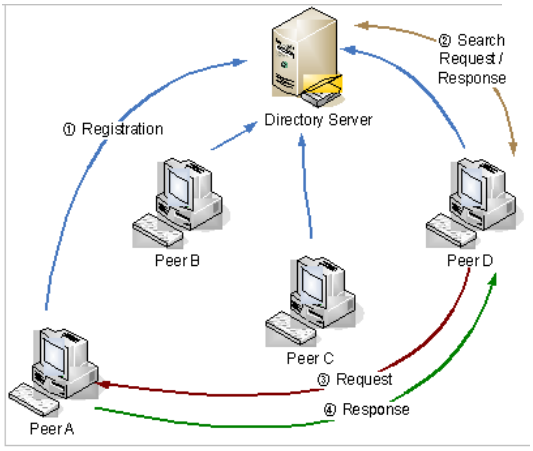 ② Search
Request /
Response
Directory Server
① Registration
Peer B
Peer D
Peer C
③ Request
④ Response
Peer A